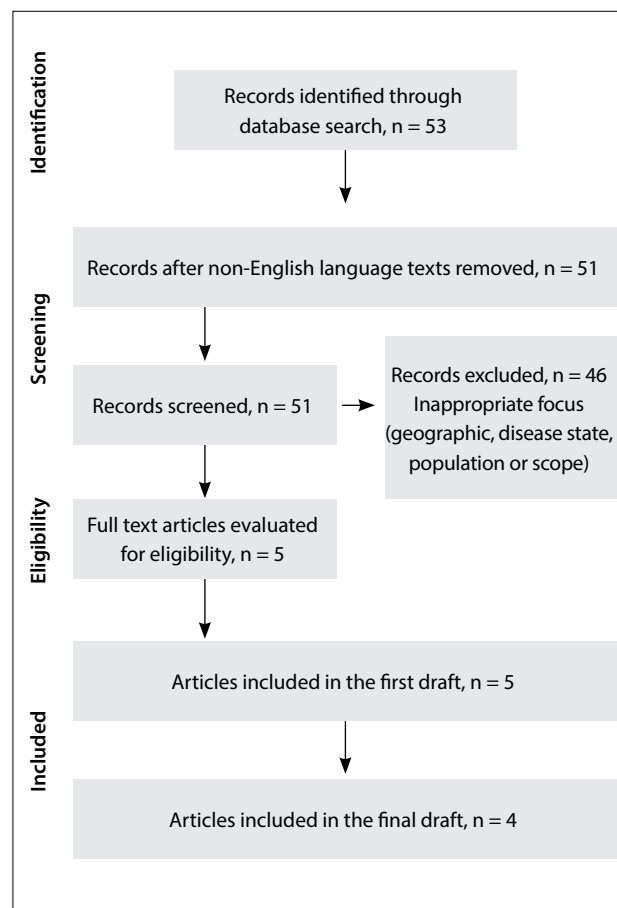 Identification
Records identified through
database search, n = 53
Screening
Records after non-English language texts removed, n = 51
Records screened, n = 51
Records excluded, n = 46
Inappropriate focus
(geographic, disease state,
population or scope)
Eligibility
Full text articles evaluated
for eligibility, n = 5
Included
Articles included in the first draft, n = 5
Articles included in the final draft, n = 4